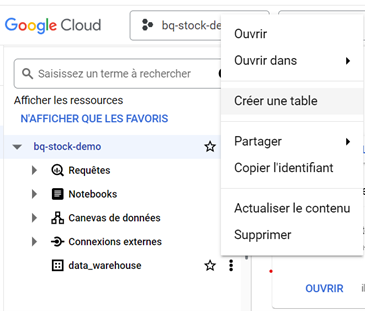 Google Cloud
bq-stock-de
Saisissez un terme à rechercher
Afficher les ressources
N'AFFICHER QUE LES FAVORIS
bq-stock-demo
Requêtes
Notebooks
Canevas de données
Connexions externes
data_warehouse
Ouvrir
Ouvrir dans
Créer une table
Partager
Copier l'identifiant
Actualiser le contenu
Supprimer
OUVRIR